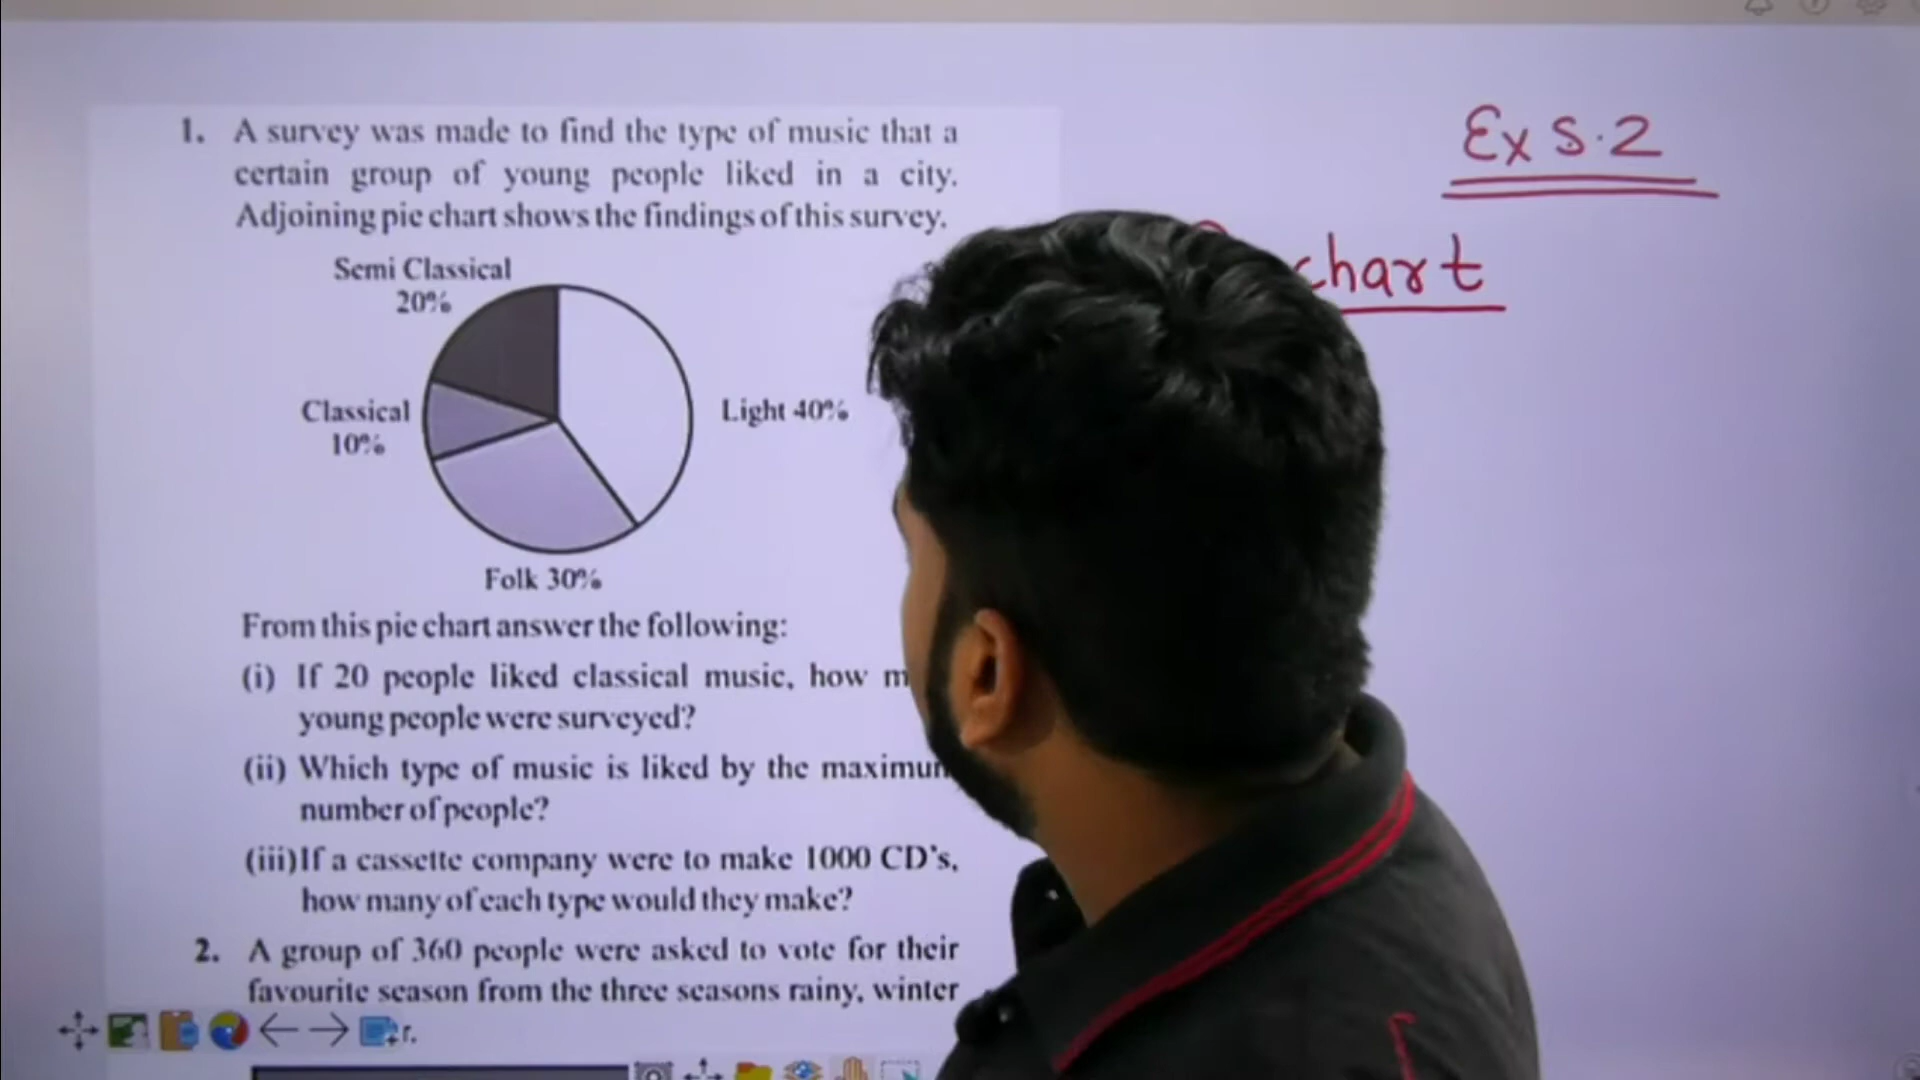 1. A survey was made to find the type of music that a
certain group of young people liked in a city.
Adjoining pie chart shows the findings of this survey.
Semi Classical
20%
Classical
10%
Light 40%
Folk 30%
From this pie chart answer the following:
(i) If 20 people liked classical music, how
young people were surveyed?
(ii) Which type of music is liked by the
number of people?
(iii) If a cassette company were to make 1000 CD's,
how many of each type would they make?
2. A group of 360 people were asked to vote for their
favourite season from the three seasons rainy, winter
Ex 5.2
chart